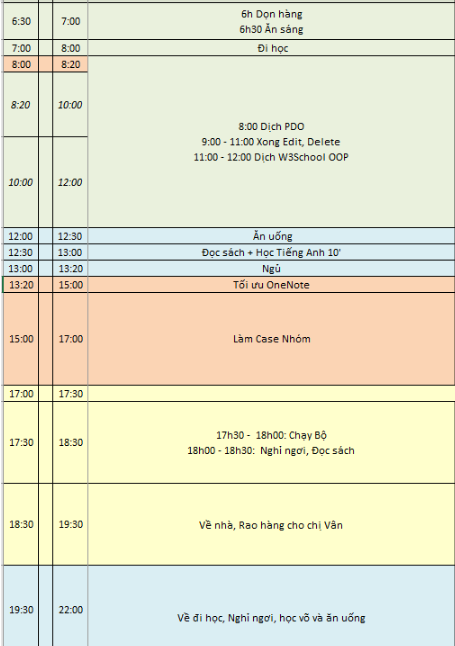 6h Dọn hàng
6:30 7:00
6h30 Ăn sáng
7:00 8:00 Đi học
8:00 8:20
8:20 10:00
8:00 Dịch PDO
9:00 - 11:00 Xong Edit, Delete
11:00 - 12:00 Dịch W3School OOP
10:00 12:00
12:00 12:30 Ăn uống
12:30 13:00 Đọc sách + Học Tiếng Anh 10'
13:00 13:20 Ngủ
13:20 15:00 Tối ưu OneNote
15:00 17:00 Làm Case Nhóm
17:00 17:30
17:30 18:30
17h30 - 18h00: Chạy Bộ
18h00 - 18h30: Nghỉ ngơi, Đọc sách
18:30 19:30 Về nhà, Rao hàng cho chị Vân
19:30 22:00
Về đi học, Nghỉ ngơi, học võ và ăn uống